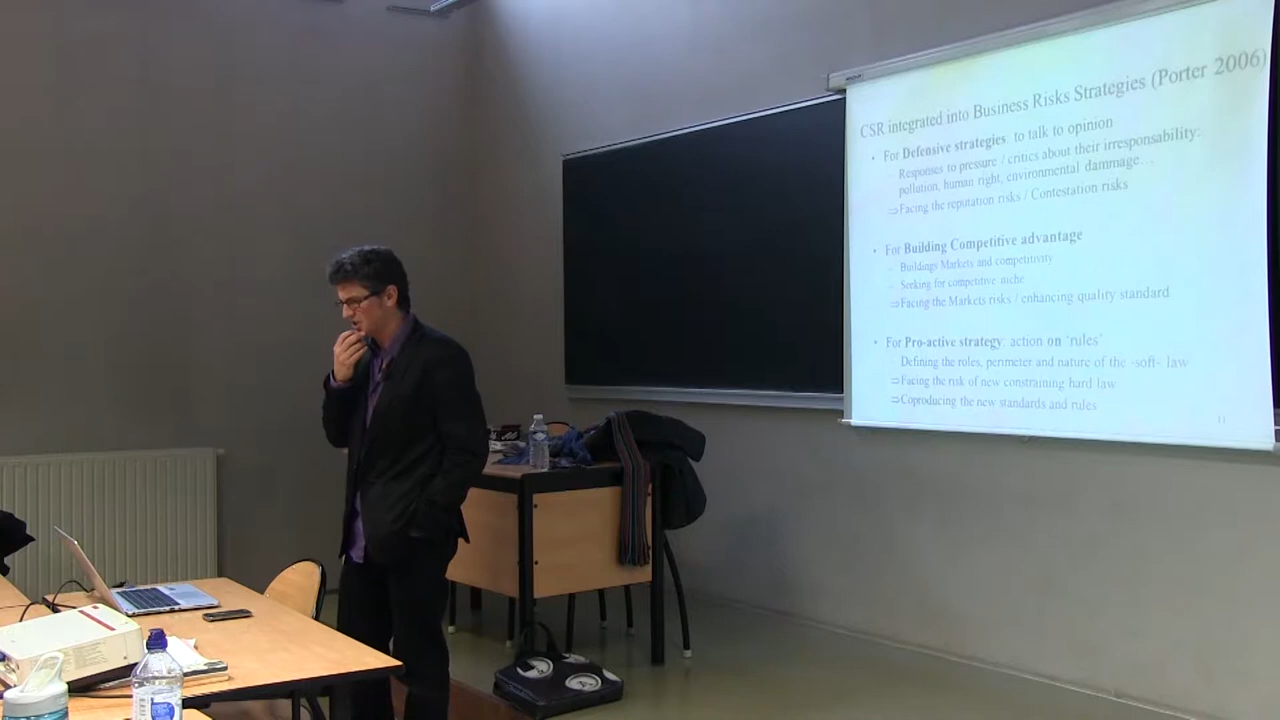 CSR integrated into Business Risks Strategies (Porter 2006)
• For Defensive strategies: to talk to opinion
– Responses to pressure / critics about their irresponsability:
pollution, human right, environmental dammage…
⇒Facing the reputation risks / Contestation risks
• For Building Competitive advantage
– Buildings Markets and competitivity
– Seeking for competitive niche
⇒Facing the Markets risks / enhancing quality standard
• For Pro-active strategy: action on ‘rules’
– Defining the roles, perimeter and nature of the -soft- law
⇒Facing the risk of new constraining hard law
⇒Coproducing the new standards and rules
11